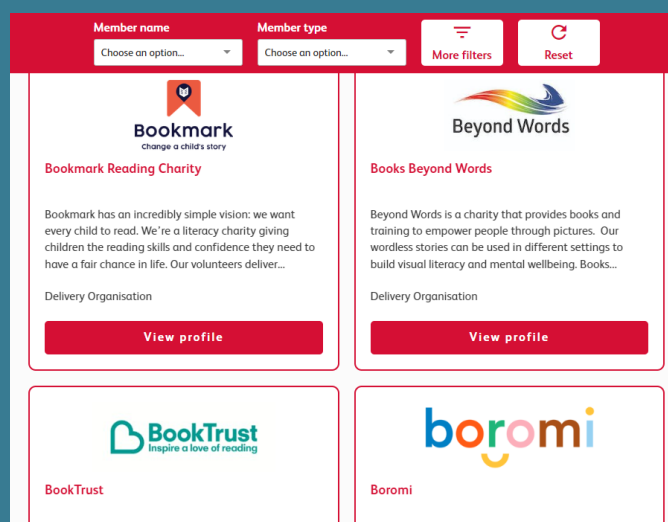 Member name
Member type
Choose an option...
Choose an option...
More filters
Reset
Bookmark
Change a child's story
Bookmark Reading Charity
Bookmark has an incredibly simple vision: we want
every child to read. We're a literacy charity giving
children the reading skills and confidence they need to
have a fair chance in life. Our volunteers deliver...
Delivery Organisation
View profile
Beyond Words
Books Beyond Words
Beyond Words is a charity that provides books and
training to empower people through pictures. Our
wordless stories can be used in different settings to
build visual literacy and mental wellbeing. Books...
Delivery Organisation
View profile
BookTrust
Inspire a love of reading
BookTrust
boromi
Boromi